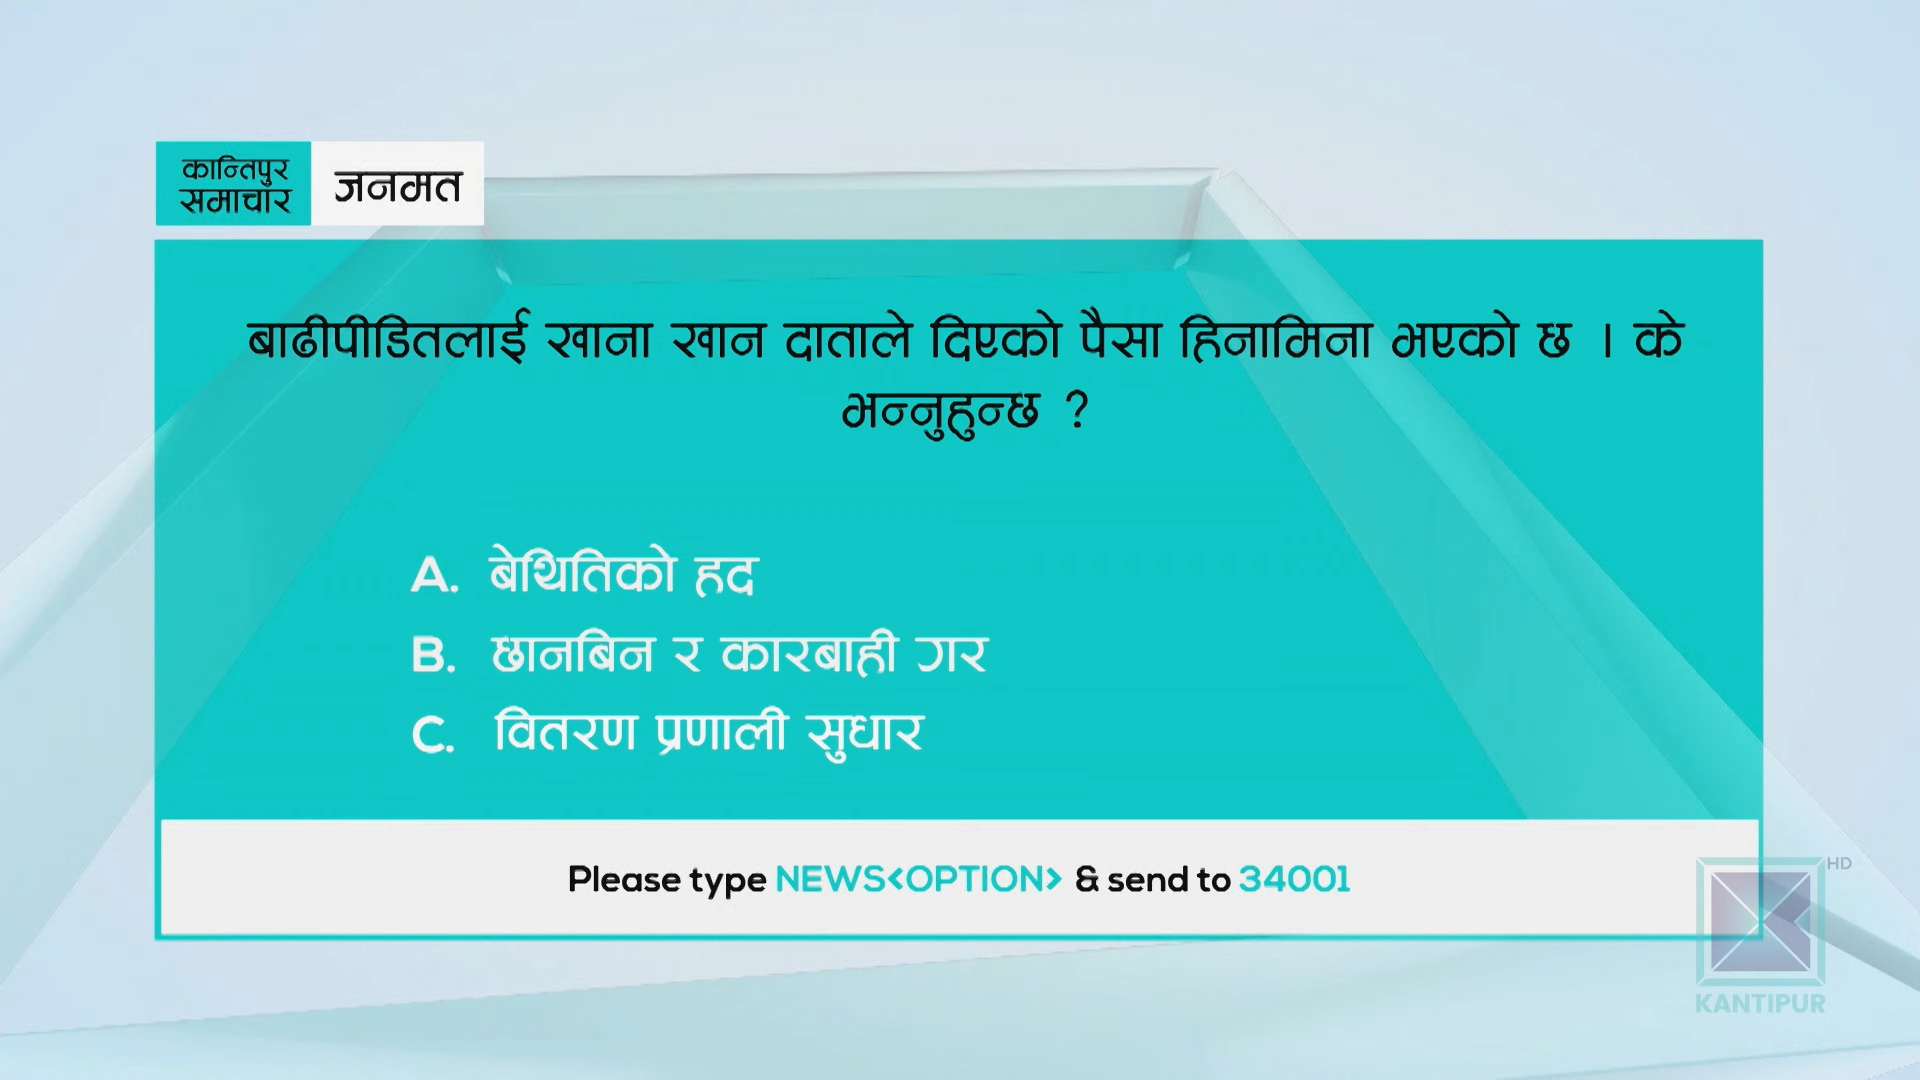 कान्तिपुर
समाचार
जनमत
बाढीपीडितलाई खाना खान दाताले दिएको पैसा हिनामिना भएको छ । के
भन्नुहुन्छ ?
A. बेथितिको हद
B. छानबिन र कारबाही गर
C. वितरण प्रणाली सुधार
Please type NEWS<OPTION> & send to 34001
HD
KANTIPUR